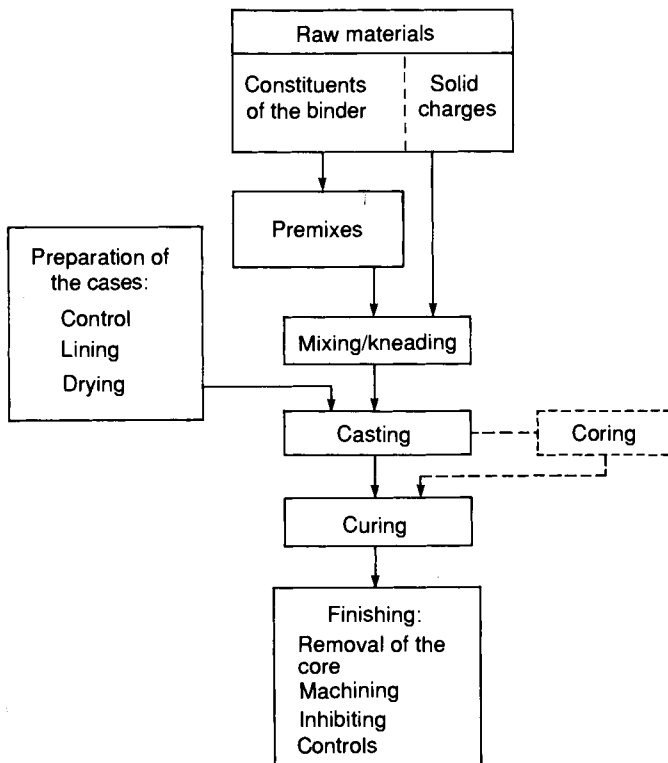 Raw materials
Constituents
of the binder
Solid
charges
Premixes
Preparation of
the cases:
Control
Lining
Drying
Mixing/kneading
Casting
Coring
Curing
Finishing:
Removal of the
core
Machining
Inhibiting
Controls